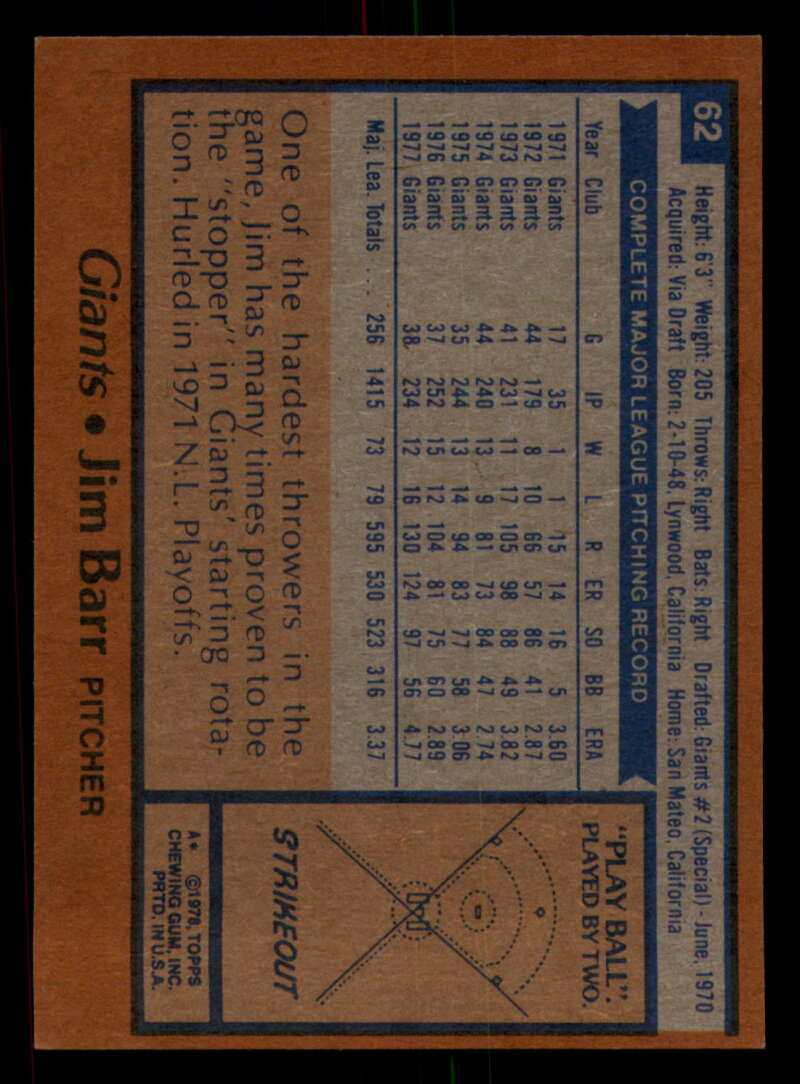 62
Height: 6'3" Weight: 205 Throws: Right Bats: Right Drafted: Giants #2 (Special) - June, 1970
Acquired: Via Draft Born: 2-10-48, Lynwood, California Home: San Mateo, California
COMPLETE MAJOR LEAGUE PITCHING RECORD
Year Club G IP W L R ER SO BB ERA
1971 Giants 17 35 1 1 15 14 16 5 3.60
1972 Giants 44 179 8 10 66 57 86 41 2.87
1973 Giants 41 231 11 17 105 98 88 49 3.82
1974 Giants 44 240 13 9 81 73 84 47 2.74
1975 Giants 35 244 13 14 94 83 77 58 3.06
1976 Giants 37 252 15 12 104 81 75 60 2.89
1977 Giants 38 234 12 16 130 124 97 56 4.77
Maj. Lea. Totals ... 256 1415 73 79 595 530 523 316 3.37
One of the hardest throwers in the
game, Jim has many times proven to be
the "stopper" in Giants' starting rota-
tion. Hurled in 1971 N.L. Playoffs.
"PLAY BALL":
PLAYED BY TWO.
STRIKEOUT
A* ©1978, TOPPS
CHEWING GUM, INC.
PRTD. IN U.S.A.
Giants • Jim Barr PITCHER